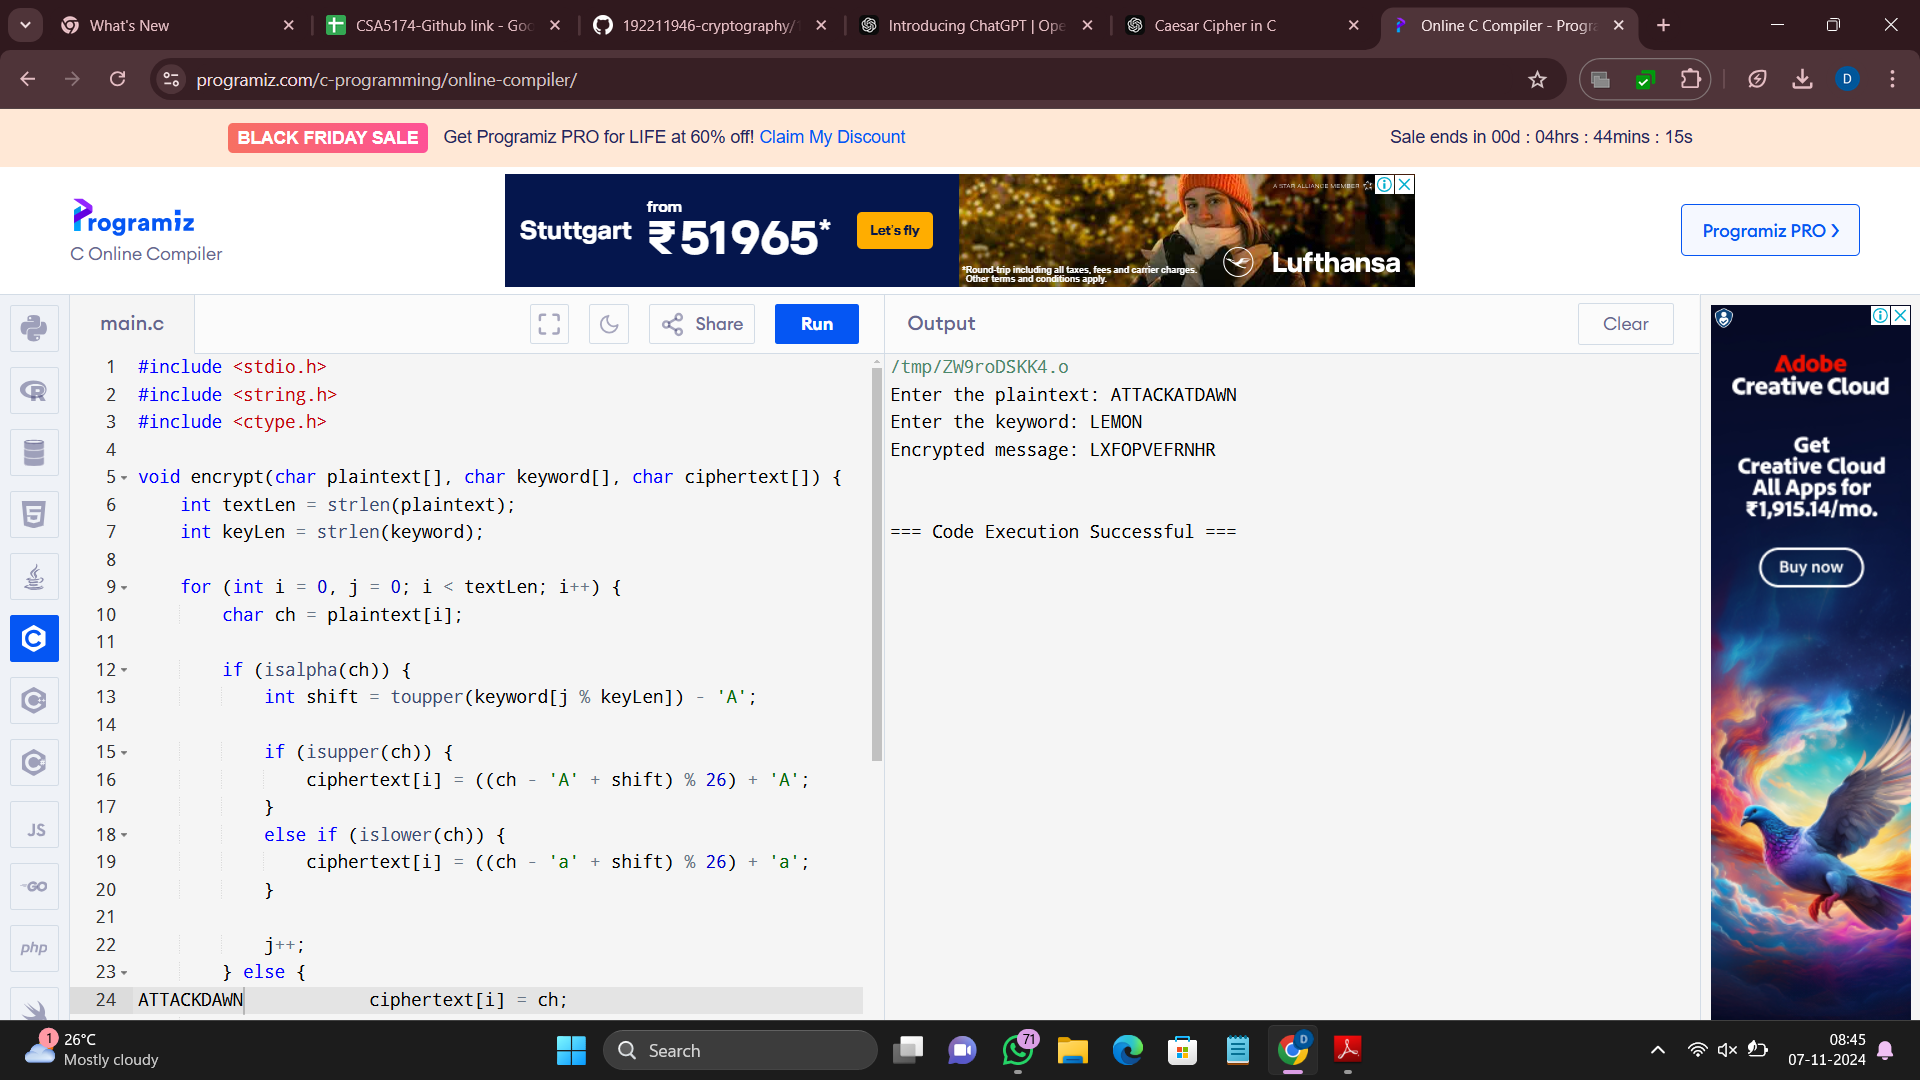 What's New
CSA5174-Github link - Goo
192211946-cryptography/
Introducing ChatGPT | Ope
Caesar Cipher in C
Online C Compiler - Progra
programiz.com/c-programming/online-compiler/
D
BLACK FRIDAY SALE Get Programiz PRO for LIFE at 60% off! Claim My Discount
Sale ends in 00d : 04hrs : 44mins : 15s
Programiz
C Online Compiler
Stuttgart from ₹51965*
Let's fly
A STAR ALLIANCE MEMBER
*Round-trip including all taxes, fees and carrier charges.
Other terms and conditions apply.
Lufthansa
Programiz PRO
main.c
Share
Run
Output
Clear
1 #include <stdio.h>
2 #include <string.h>
3 #include <ctype.h>
4
5 void encrypt(char plaintext[], char keyword[], char ciphertext[]) {
6 int textLen = strlen(plaintext);
7 int keyLen = strlen(keyword);
8
9 for (int i = 0, j = 0; i < textLen; i++) {
10 char ch = plaintext[i];
11
12 if (isalpha(ch)) {
13 int shift = toupper(keyword[j % keyLen]) - 'A';
14
15 if (isupper(ch)) {
16 ciphertext[i] = ((ch - 'A' + shift) % 26) + 'A';
17 }
18 else if (islower(ch)) {
19 ciphertext[i] = ((ch - 'a' + shift) % 26) + 'a';
20 }
21
22 j++;
23 } else {
24 ATTACKDAWN ciphertext[i] = ch;
/tmp/ZW9roDSKK4.o
Enter the plaintext: ATTACKATDAWN
Enter the keyword: LEMON
Encrypted message: LXFOPVEFRNHR
=== Code Execution Successful ===
R
5
C
C
C
JS
GO
php
Adobe
Creative Cloud
Get
Creative Cloud
All Apps for
₹1,915.14/mo.
Buy now
1
26°C
Mostly cloudy
Search
71
D
08:45
07-11-2024